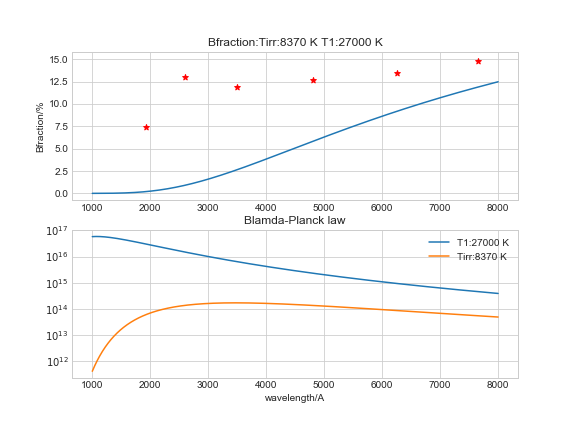 Bfraction:Tirr:8370 K T1:27000 K
15.0
12.5
10.0
7.5
5.0
2.5
0.0
Bfraction/%
1000 2000 3000 4000 5000 6000 7000 8000
Blamda-Planck law
10^17
10^16
10^15
10^14
10^13
10^12
T1:27000 K
Tirr:8370 K
1000 2000 3000 4000 5000 6000 7000 8000
wavelength/A